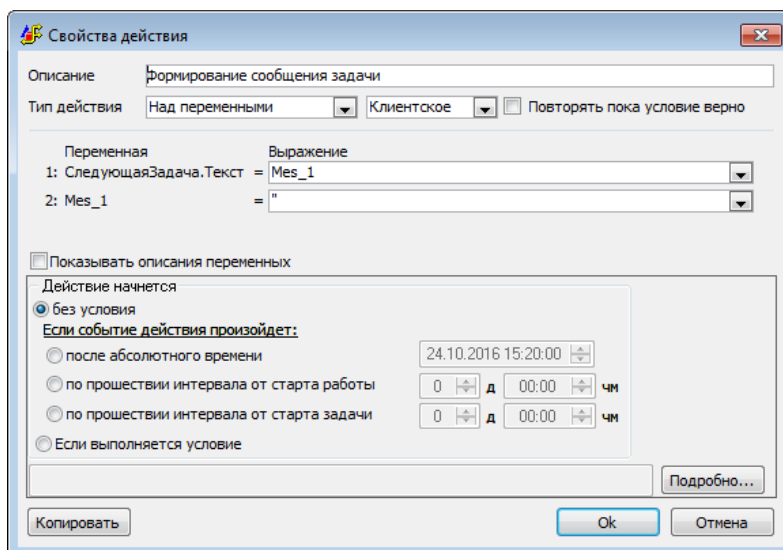 Свойства действия
Описание Формирование сообщения задачи
Тип действия Над переменными Клиентское Повторять пока условие верно
Переменная Выражение
1: СледующаяЗадача.Текст = Mes_1
2: Mes_1 = "
Показывать описания переменных
Действие начнется
без условия
Если событие действия произойдет:
после абсолютного времени 24.10.2016 15:20:00
по прошествии интервала от старта работы 0 д 00:00 чм
по прошествии интервала от старта задачи 0 д 00:00 чм
Если выполняется условие
Подробно...
Копировать Ok Отмена